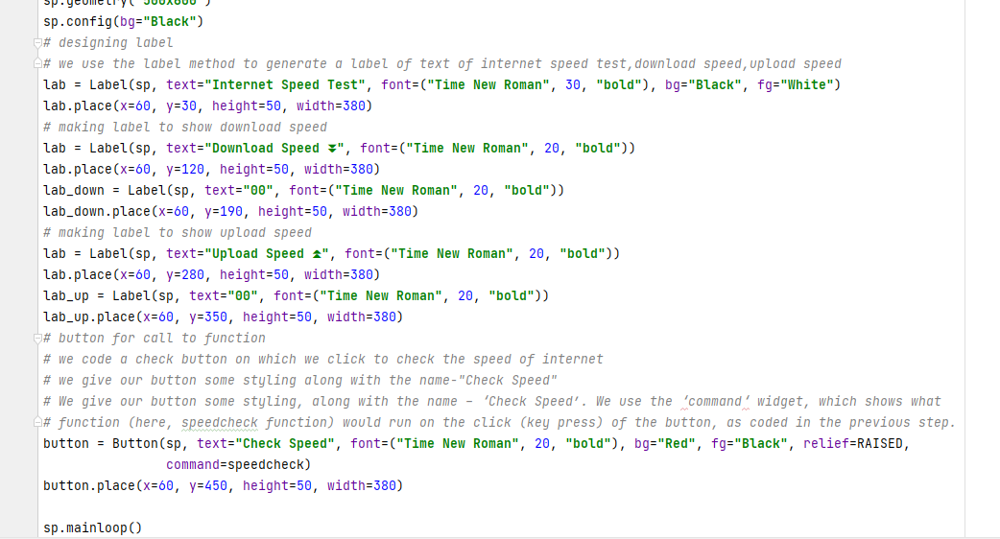 sp.geometry("500x600")
sp.config(bg="Black")
# designing label
# we use the label method to generate a label of text of internet speed test,download speed,upload speed
lab = Label(sp, text="Internet Speed Test", font=("Time New Roman", 30, "bold"), bg="Black", fg="White")
lab.place(x=60, y=30, height=50, width=380)
# making label to show download speed
lab = Label(sp, text="Download Speed ⏬", font=("Time New Roman", 20, "bold"))
lab.place(x=60, y=120, height=50, width=380)
lab_down = Label(sp, text="00", font=("Time New Roman", 20, "bold"))
lab_down.place(x=60, y=190, height=50, width=380)
# making label to show upload speed
lab = Label(sp, text="Upload Speed ⏫", font=("Time New Roman", 20, "bold"))
lab.place(x=60, y=280, height=50, width=380)
lab_up = Label(sp, text="00", font=("Time New Roman", 20, "bold"))
lab_up.place(x=60, y=350, height=50, width=380)
# button for call to function
# we code a check button on which we click to check the speed of internet
# we give our button some styling along with the name-"Check Speed"
# We give our button some styling, along with the name – ‘Check Speed‘. We use the ‘command‘ widget, which shows what
# function (here, speedcheck function) would run on the click (key press) of the button, as coded in the previous step.
button = Button(sp, text="Check Speed", font=("Time New Roman", 20, "bold"), bg="Red", fg="Black", relief=RAISED,
                command=speedcheck)
button.place(x=60, y=450, height=50, width=380)
sp.mainloop()